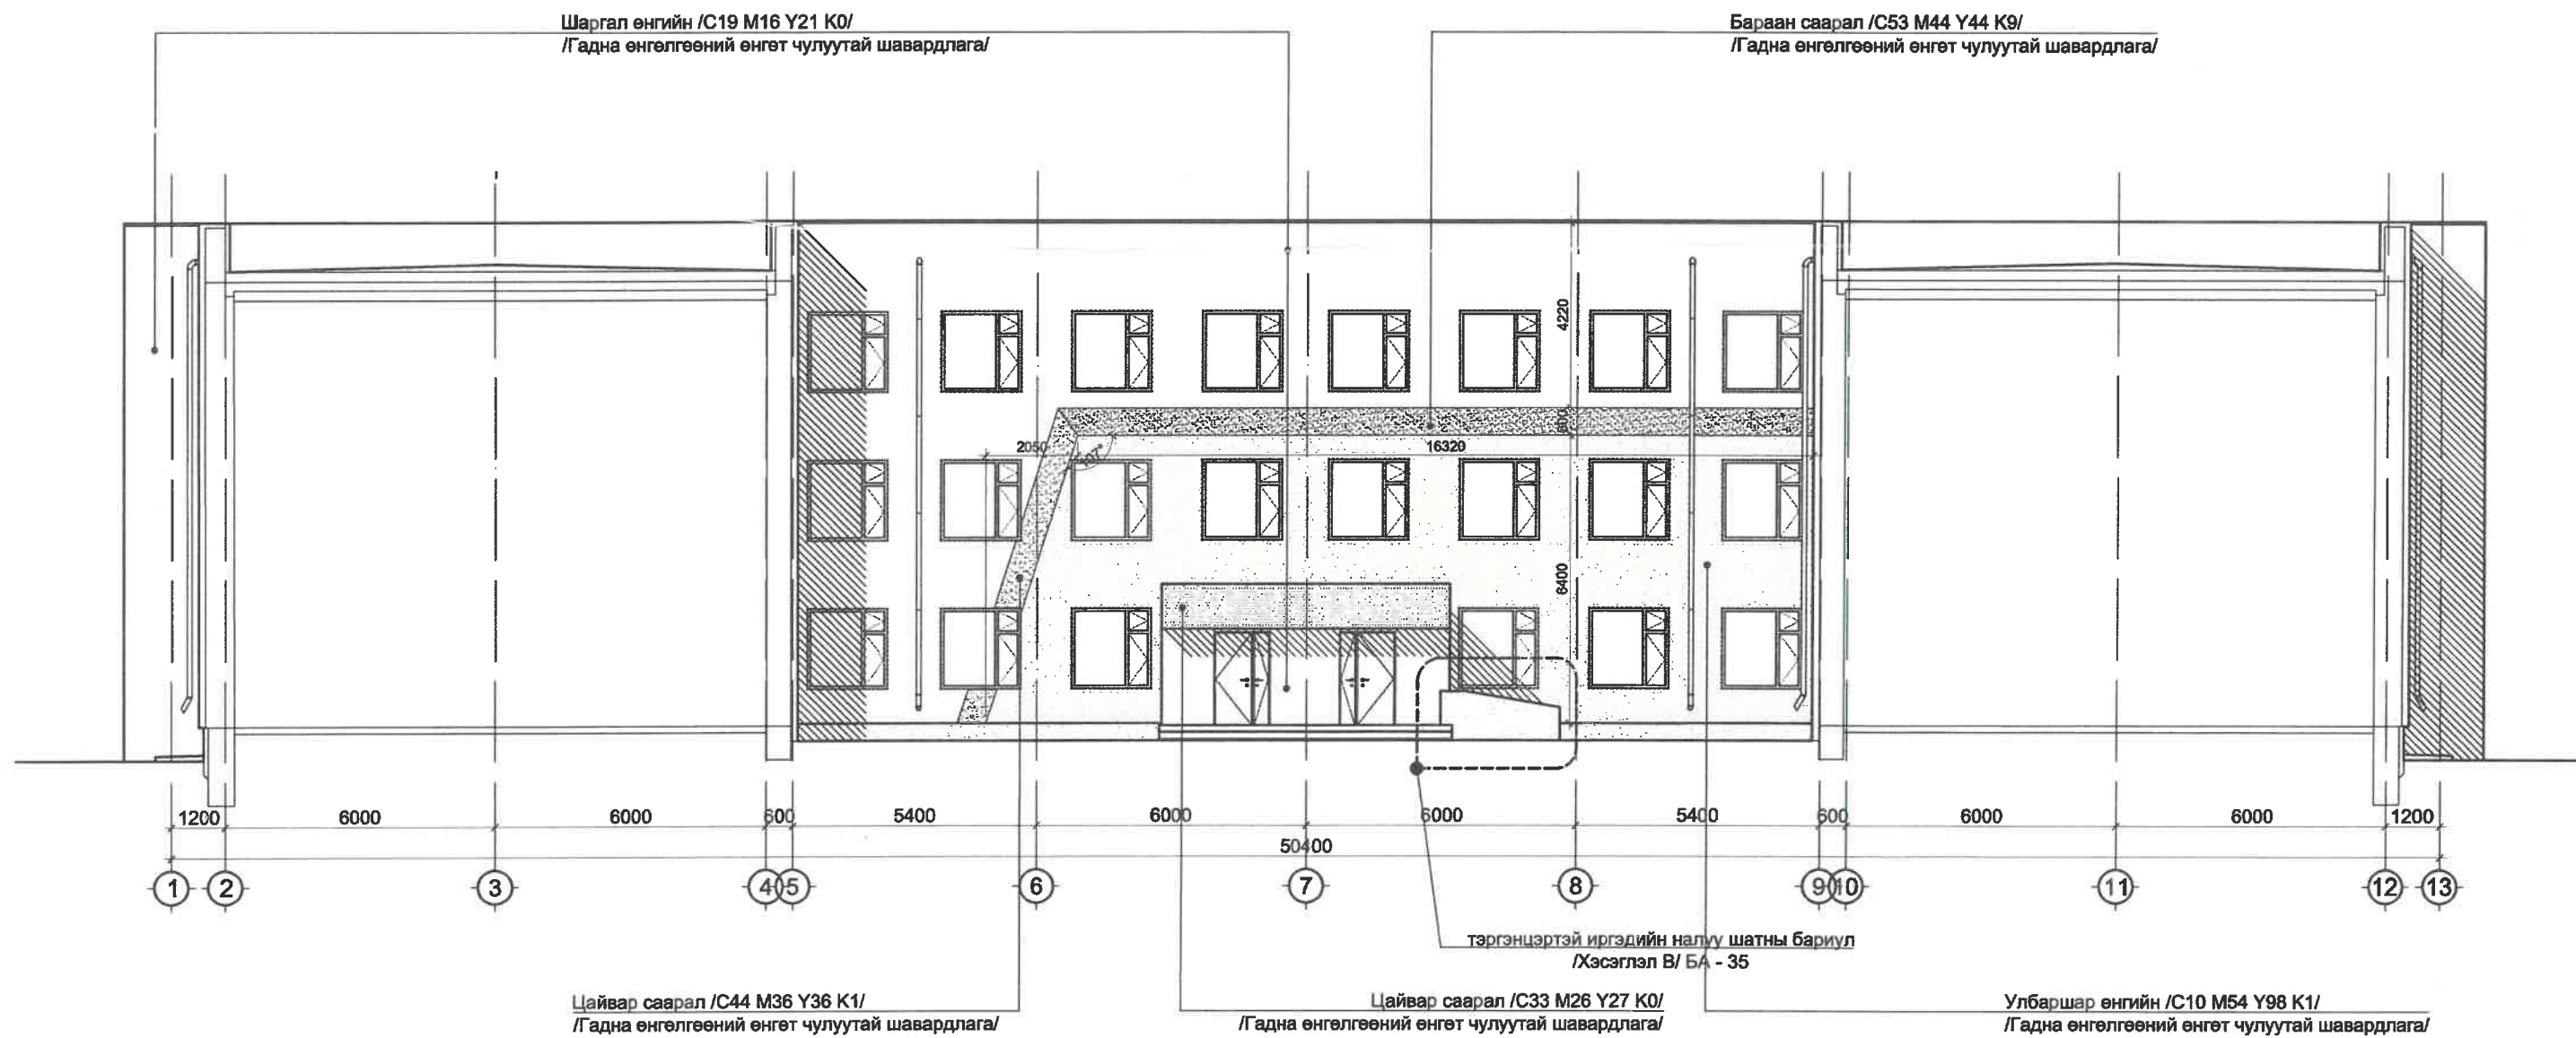 Шаргал өнгийн /C19 M16 Y21 K0/
/Гадна өнгөлгөөний өнгөт чулуутай шавардлага/
Бараан саарал /C53 M44 Y44 K9/
/Гадна өнгөлгөөний өнгөт чулуутай шавардлага/
4220
600
2050
107°
16320
6400
1200 6000 6000 600 5400 6000 6000 5400 600 6000 6000 1200
50400
1 2 3 4 5 6 7 8 9 10 11 12 13
тэргэнцэртэй иргэдийн налуу шатны бариул
/Хэсэглэл B/ БА - 35
Цайвар саарал /C44 M36 Y36 K1/
/Гадна өнгөлгөөний өнгөт чулуутай шавардлага/
Цайвар саарал /C33 M26 Y27 K0/
/Гадна өнгөлгөөний өнгөт чулуутай шавардлага/
Улбаршар өнгийн /C10 M54 Y98 K1/
/Гадна өнгөлгөөний өнгөт чулуутай шавардлага/